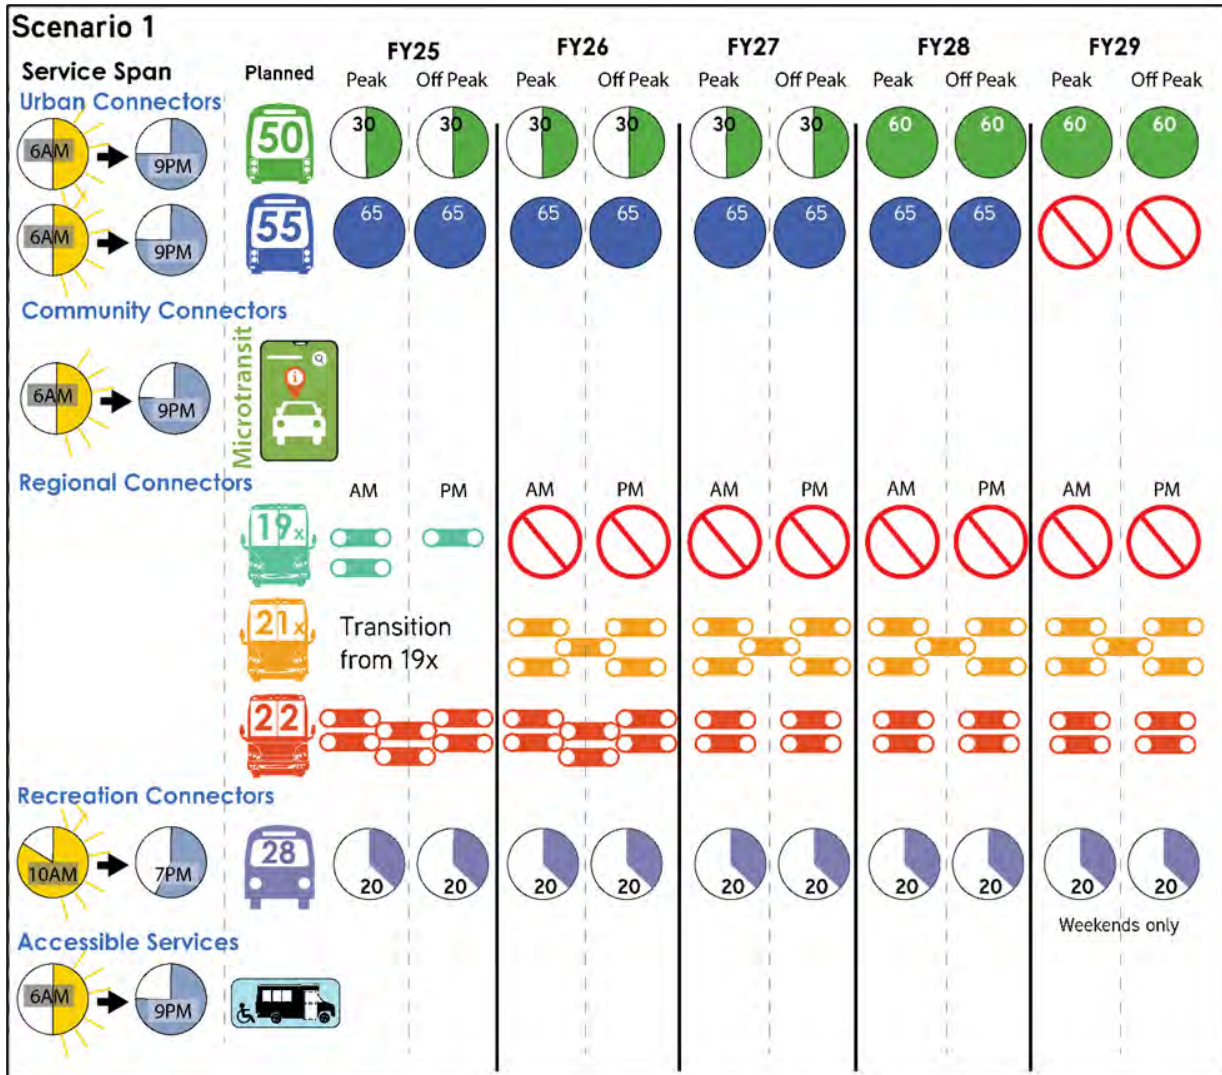 Scenario 1
FY25 FY26 FY27 FY28 FY29
Service Span Planned Peak Off Peak Peak Off Peak Peak Off Peak Peak Off Peak Peak Off Peak
Urban Connectors
6AM 9PM 50 30 30 30 30 30 30 60 60 60 60
6AM 9PM 55 65 65 65 65 65 65 65 65
Community Connectors
Microtransit
6AM 9PM
Regional Connectors
AM PM AM PM AM PM AM PM AM PM
19x
21x Transition
from 19x
22
Recreation Connectors
10AM 7PM 28 20 20 20 20 20 20 20 20 20 20
Weekends only
Accessible Services
6AM 9PM